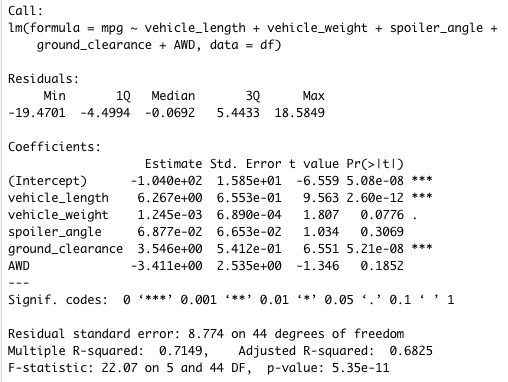 Call:
lm(formula = mpg ~ vehicle_length + vehicle_weight + spoiler_angle +
    ground_clearance + AWD, data = df)

Residuals:
     Min       1Q   Median       3Q      Max
-19.4701  -4.4994  -0.0692   5.4433  18.5849

Coefficients:
                   Estimate Std. Error t value Pr(>|t|)
(Intercept)      -1.040e+02  1.585e+01  -6.559 5.08e-08 ***
vehicle_length    6.267e+00  6.553e-01   9.563 2.60e-12 ***
vehicle_weight    1.245e-03  6.890e-04   1.807   0.0776 .
spoiler_angle     6.877e-02  6.653e-02   1.034   0.3069
ground_clearance  3.546e+00  5.412e-01   6.551 5.21e-08 ***
AWD              -3.411e+00  2.535e+00  -1.346   0.1852
---
Signif. codes:  0 ‘***’ 0.001 ‘**’ 0.01 ‘*’ 0.05 ‘.’ 0.1 ‘ ’ 1

Residual standard error: 8.774 on 44 degrees of freedom
Multiple R-squared:  0.7149,    Adjusted R-squared:  0.6825
F-statistic: 22.07 on 5 and 44 DF,  p-value: 5.35e-11